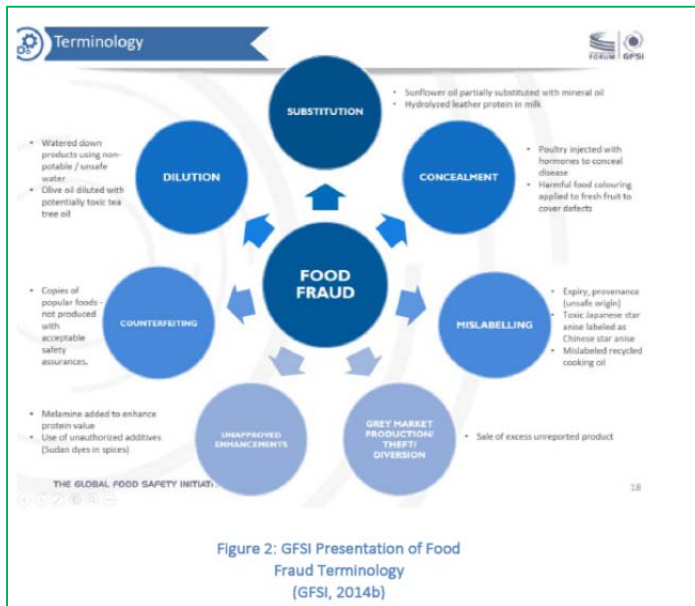 Terminology
FORUM GFSI
SUBSTITUTION
• Sunflower oil partially substituted with mineral oil
• Hydrolyzed leather protein in milk
• Watered down
products using non-
potable / unsafe
water
• Olive oil diluted with
potentially toxic tea
tree oil
DILUTION
CONCEALMENT
• Poultry injected with
hormones to conceal
disease
• Harmful food colouring
applied to fresh fruit to
cover defects
FOOD
FRAUD
• Copies of
popular foods -
not produced
with
acceptable
safety
assurances.
COUNTERFEITING
MISLABELLING
• Expiry, provenance
(unsafe origin)
• Toxic Japanese star
anise labeled as
Chinese star anise
• Mislabeled recycled
cooking oil
• Melamine added to enhance
protein value
• Use of unauthorized additives
(Sudan dyes in spices)
UNAPPROVED
ENHANCEMENTS
GREY MARKET
PRODUCTION/
THEFT/
DIVERSION
• Sale of excess unreported product
THE GLOBAL FOOD SAFETY INITIATI
18
Figure 2: GFSI Presentation of Food
Fraud Terminology
(GFSI, 2014b)